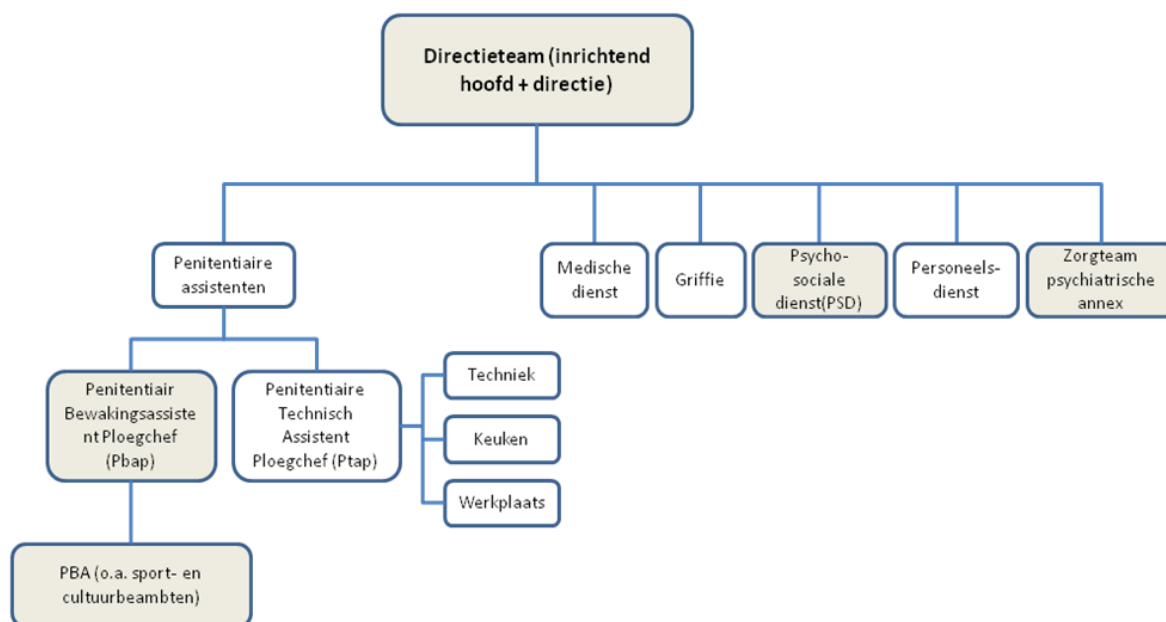 Directieteam (inrichtend
hoofd + directie)
Penitentiaire
assistenten
Medische
dienst
Griffie
Psycho-
sociale
dienst(PSD)
Personeels-
dienst
Zorgteam
psychiatrische
annex
Penitentiair
Bewakingsassiste
nt Ploegchef
(Pbap)
Penitentiaire
Technisch
Assistent
Ploegchef (Ptap)
Techniek
Keuken
Werkplaats
PBA (o.a. sport- en
cultuurbeambten)